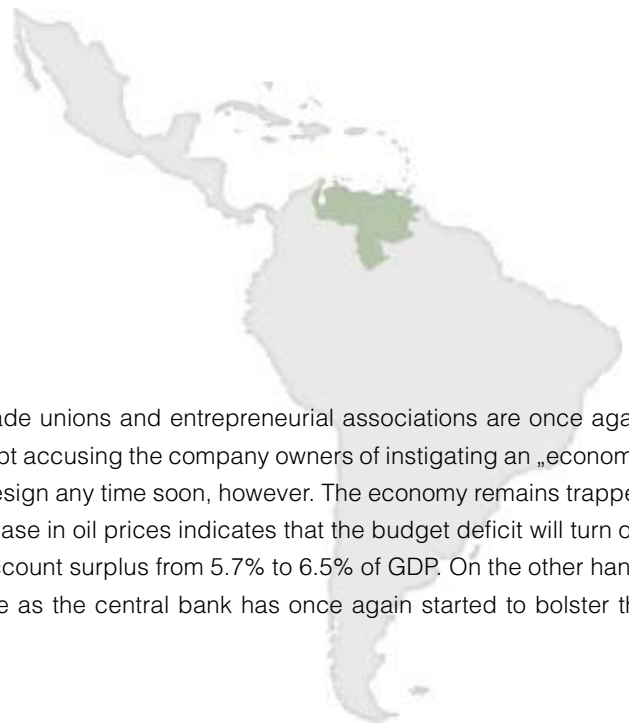 ade unions and entrepreneurial associations are once aga
pt accusing the company owners of instigating an „econom
esign any time soon, however. The economy remains trappe
ase in oil prices indicates that the budget deficit will turn o
ccount surplus from 5.7% to 6.5% of GDP. On the other han
e as the central bank has once again started to bolster th